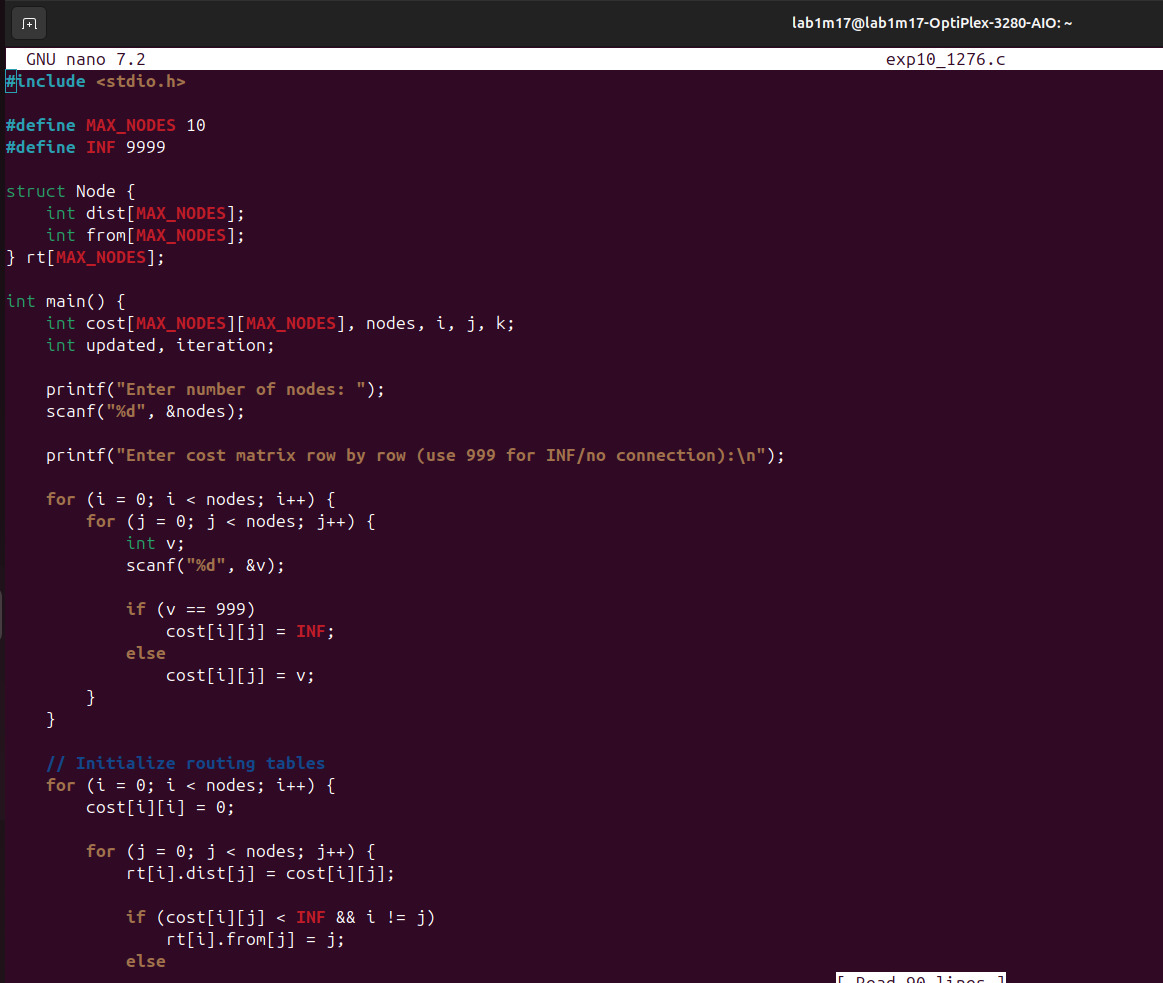 lab1m17@lab1m17-OptiPlex-3280-AIO: ~
GNU nano 7.2 exp10_1276.c
#include <stdio.h>

#define MAX_NODES 10
#define INF 9999

struct Node {
    int dist[MAX_NODES];
    int from[MAX_NODES];
} rt[MAX_NODES];

int main() {
    int cost[MAX_NODES][MAX_NODES], nodes, i, j, k;
    int updated, iteration;

    printf("Enter number of nodes: ");
    scanf("%d", &nodes);

    printf("Enter cost matrix row by row (use 999 for INF/no connection):\n");

    for (i = 0; i < nodes; i++) {
        for (j = 0; j < nodes; j++) {
            int v;
            scanf("%d", &v);

            if (v == 999)
                cost[i][j] = INF;
            else
                cost[i][j] = v;
        }
    }

    // Initialize routing tables
    for (i = 0; i < nodes; i++) {
        cost[i][i] = 0;

        for (j = 0; j < nodes; j++) {
            rt[i].dist[j] = cost[i][j];

            if (cost[i][j] < INF && i != j)
                rt[i].from[j] = j;
            else
[ Read 90 lines ]